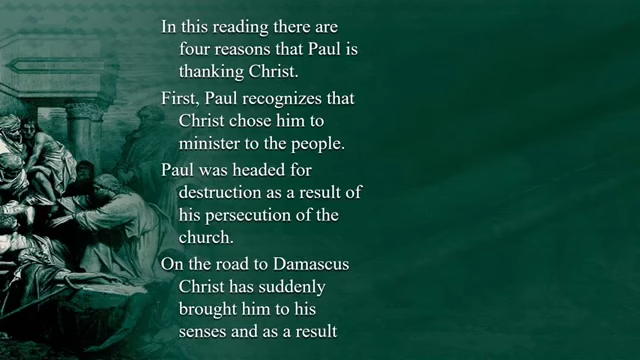 In this reading there are
four reasons that Paul is
thanking Christ.
First, Paul recognizes that
Christ chose him to
minister to the people.
Paul was headed for
destruction as a result of
his persecution of the
church.
On the road to Damascus
Christ has suddenly
brought him to his
senses and as a result